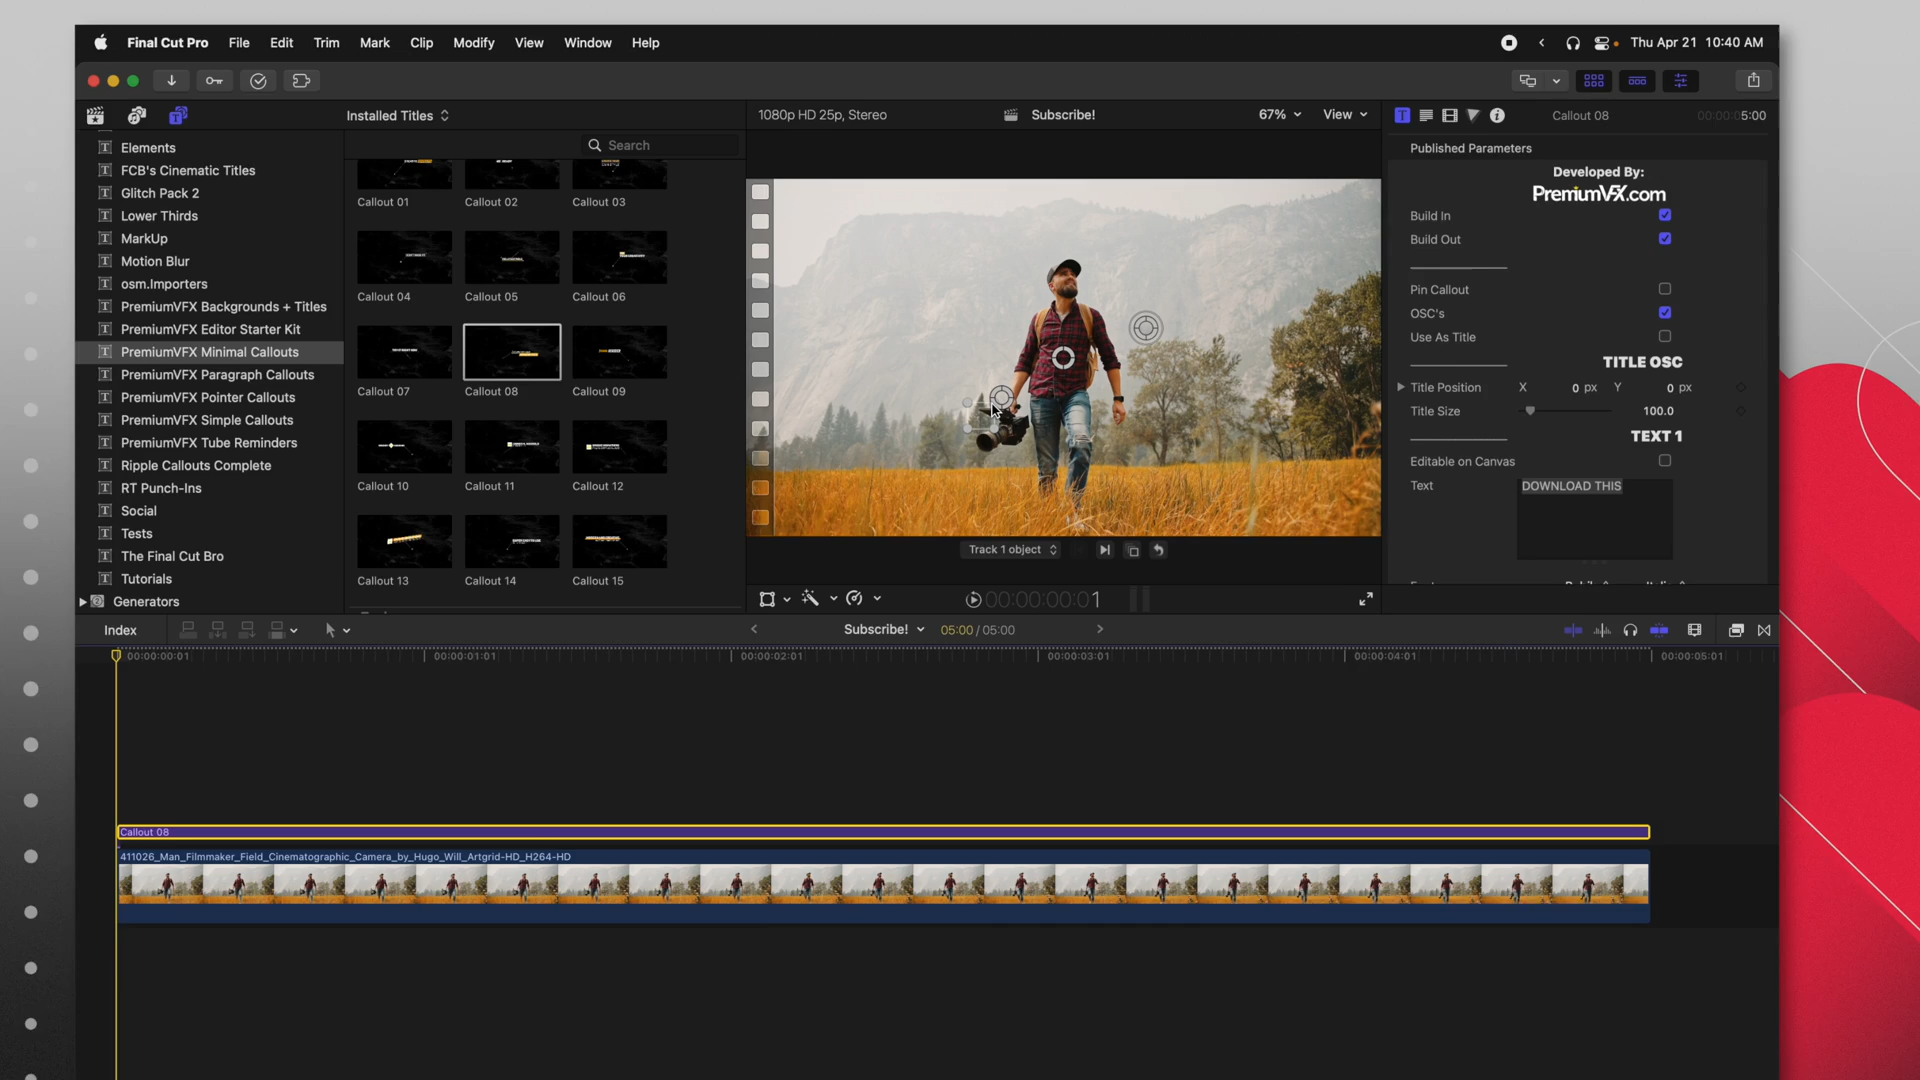 Final Cut Pro File Edit Trim Mark Clip Modify View Window Help
Thu Apr 21 10:40 AM
Installed Titles
1080p HD 25p, Stereo
Subscribe!
67%
View
Callout 08
00:00:05:00
Search
Elements
FCB's Cinematic Titles
Glitch Pack 2
Lower Thirds
MarkUp
Motion Blur
osm.Importers
PremiumVFX Backgrounds + Titles
PremiumVFX Editor Starter Kit
PremiumVFX Minimal Callouts
PremiumVFX Paragraph Callouts
PremiumVFX Pointer Callouts
PremiumVFX Simple Callouts
PremiumVFX Tube Reminders
Ripple Callouts Complete
RT Punch-Ins
Social
Tests
The Final Cut Bro
Tutorials
Generators
Callout 01 Callout 02 Callout 03
Callout 04 Callout 05 Callout 06
Callout 07 Callout 08 Callout 09
Callout 10 Callout 11 Callout 12
Callout 13 Callout 14 Callout 15
Track 1 object
00:00:00:01
Published Parameters
Developed By:
PremiumVFX.com
Build In
Build Out
Pin Callout
OSC's
Use As Title
TITLE OSC
Title Position X 0 px Y 0 px
Title Size 100.0
TEXT 1
Editable on Canvas
Text DOWNLOAD THIS
Index
Subscribe!
05:00 / 05:00
00:00:00:01 00:00:01:01 00:00:02:01 00:00:03:01 00:00:04:01 00:00:05:01
Callout 08
411026_Man_Filmmaker_Field_Cinematographic_Camera_by_Hugo_Will_Artgrid-HD_H264-HD